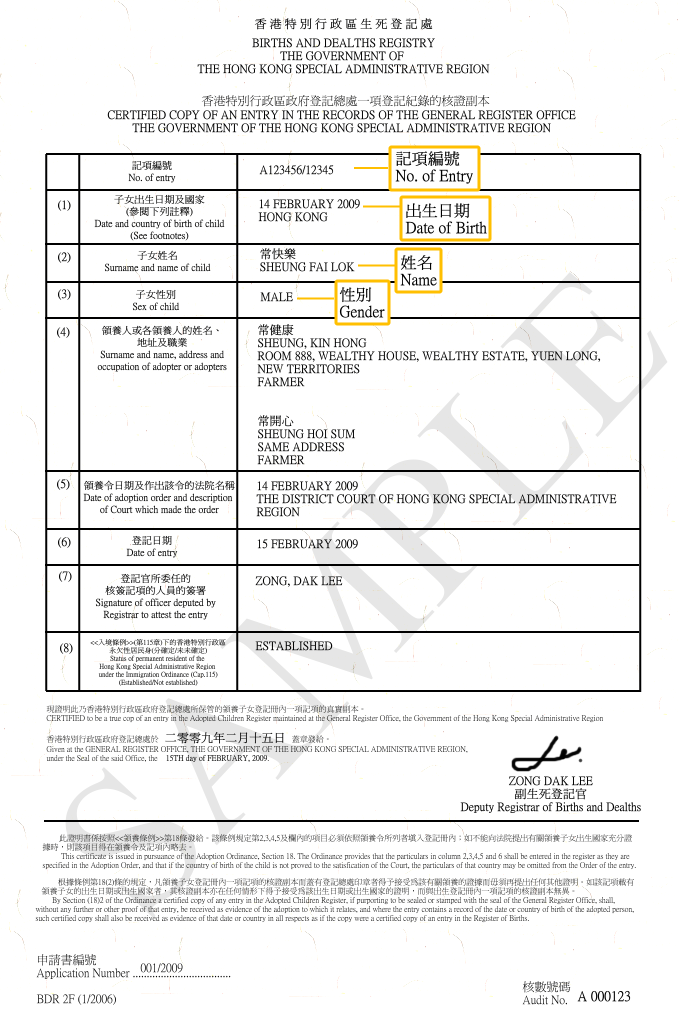 香港特別行政區生死登記處
BIRTHS AND DEALTHS REGISTRY
THE GOVERNMENT OF
THE HONG KONG SPECIAL ADMINISTRATIVE REGION
香港特別行政區政府登記總處一項登記紀錄的核證副本
CERTIFIED COPY OF AN ENTRY IN THE RECORDS OF THE GENERAL REGISTER OFFICE
THE GOVERNMENT OF THE HONG KONG SPECIAL ADMINISTRATIVE REGION
記項編號
No. of entry
A123456/12345
記項編號
No. of Entry
(1)
子女出生日期及國家
(參閱下列註釋)
Date and country of birth of child
(See footnotes)
14 FEBRUARY 2009
HONG KONG
出生日期
Date of Birth
(2)
子女姓名
Surname and name of child
常快樂
SHEUNG FAI LOK
姓名
Name
(3)
子女性別
Sex of child
MALE
性別
Gender
(4)
領養人或各領養人的姓名、
地址及職業
Surname and name, address and
occupation of adopter or adopters
常健康
SHEUNG, KIN HONG
ROOM 888, WEALTHY HOUSE, WEALTHY ESTATE, YUEN LONG,
NEW TERRITORIES
FARMER
常開心
SHEUNG HOI SUM
SAME ADDRESS
FARMER
(5)
領養令日期及作出該令的法院名稱
Date of adoption order and description
of Court which made the order
14 FEBRUARY 2009
THE DISTRICT COURT OF HONG KONG SPECIAL ADMINISTRATIVE
REGION
(6)
登記日期
Date of entry
15 FEBRUARY 2009
(7)
登記官所委任的
核簽記項的人員的簽署
Signature of officer deputed by
Registrar to attest the entry
ZONG, DAK LEE
(8)
<<入境條例>>(第115章)下的香港特別行政區
永久性居民身(分確定/未未確定)
Status of permanent resident of the
Hong Kong Special Administrative Region
under the Immigration Ordinance (Cap.115)
(Established/Not established)
ESTABLISHED
現證明此乃香港特別行政區政府登記總處所保管的領養子女登記冊內一項記項的真實副本。
CERTIFIED to be a true cop of an entry in the Adopted Children Register maintained at the General Register Office, the Government of the Hong Kong Special Administrative Region
香港特別行政區政府登記總處於 二零零九年二月十五日 蓋章發給。
Given at the GENERAL REGISTER OFFICE, THE GOVERNMENT OF THE HONG KONG SPECIAL ADMINISTRATIVE REGION,
under the Seal of the said Office, the 15TH day of FEBRUARY, 2009.
ZONG DAK LEE
副生死登記官
Deputy Registrar of Births and Dealths
此證明書係按照<<領養條例>>第18條發給。該條例規定第2,3,4,5及欄內的項目必須依照領養令所列者填入登記冊內；如不能向法院提出有關領養子女出生國家充分證
據時，則該項目得在領養令及記項內略去。
This certificate is issued in pursuance of the Adoption Ordinance, Section 18. The Ordinance provides that the particulars in column 2,3,4,5 and 6 shall be entered in the register as they are
specified in the Adoption Order, and that if the country of birth of the child is not proved to the satisfication of the Court, the particulars of that country may be omitted from the Order of the entry.
根據條例第18(2)條的規定，凡領養子女登記冊內一項記項的核證副本而蓋有登記總處印章者得予接受爲該有關領養的證據而毋須再提出任何其他證明。如該記項載有
領養子女的出生日期或出生國家者，其核證副本亦在任何情形下得予接受爲該出生日期或出生國家的證明，而與出生登記冊內一項記項的核證副本無異。
By Section (18)2 of the Ordinance a certified copy of any entry in the Adopted Children Register, if purporting to be sealed or stamped with the seal of the General Register Office, shall,
without any further or other proof of that entry, be received as evidence of the adoption to which it relates, and where the entry contains a record of the date or country of birth of the adopted person,
such certified copy shall also be received as evidence of that date or country in all respects as if the copy were a certified copy of an entry in the Register of Births.
申請書編號
Application Number 001/2009
BDR 2F (1/2006)
核數號碼
Audit No. A 000123
SAMPLE